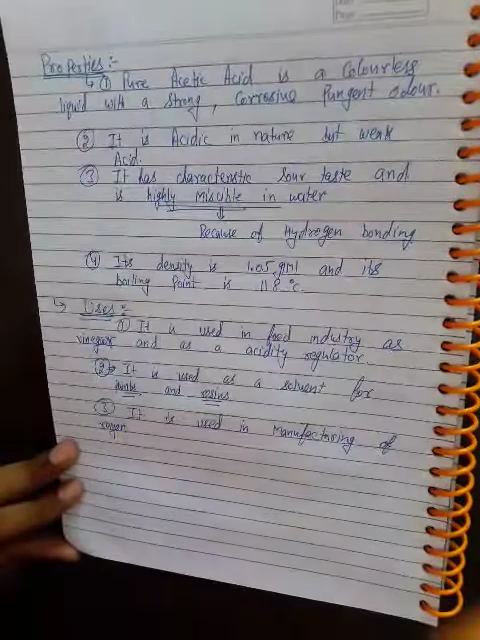 Page
Properties:-
↳ ① Pure Acetic Acid is a Colourless
liquid with a strong, Corrosive Pungent odour.
② It is Acidic in nature but weak
Acid.
③ It has characterstic Sour taste and
is highly miscible in water
Because of Hydrogen bonding
④ Its density is 1.05 g/ml and its
boiling Point is 118°C.
↳ Uses:-
① It is used in food industry as
vinegar and as a acidity regulator.
② It is used as a solvent for
and resins
③ It is used in Manufacturing of
rayon